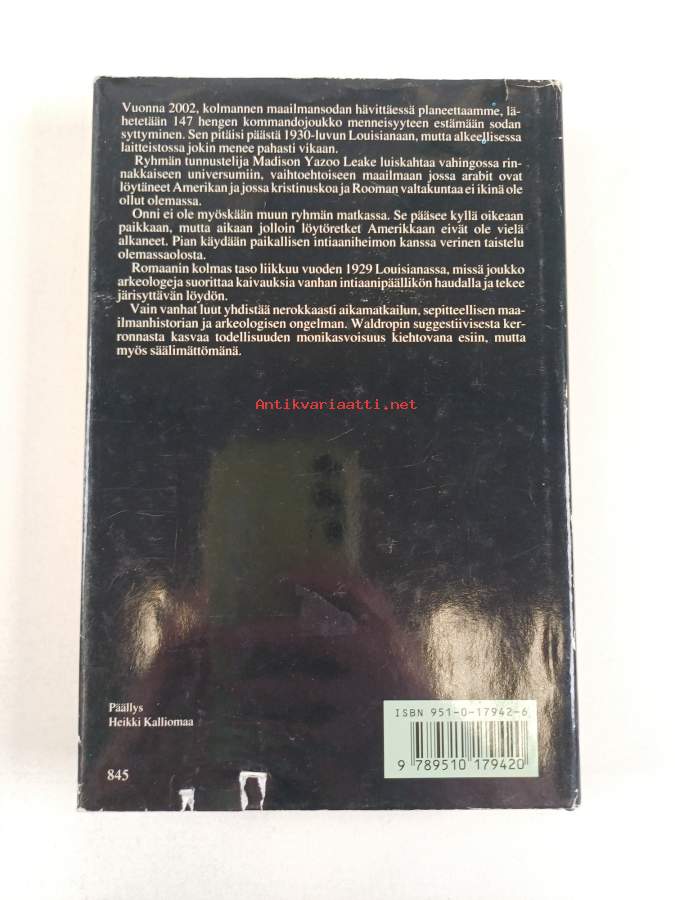 Vuonna 2002, kolmannen maailmansodan hävittäessä planeettaamme, lä-
hetetään 147 hengen kommandojoukko menneisyyteen estämään sodan
syttyminen. Sen pitäisi päästä 1930-luvun Louisianaan, mutta alkeellisessa
laitteistossa jokin menee pahasti vikaan.
Ryhmän tunnustelija Madison Yazoo Leake luiskahtaa vahingossa rin-
nakkaiseen universumiin, vaihtoehtoiseen maailmaan jossa arabit ovat
löytäneet Amerikan ja jossa kristinuskoa ja Rooman valtakuntaa ei ikinä ole
ollut olemassa.
Onni ei ole myöskään muun ryhmän matkassa. Se pääsee kyllä oikeaan
paikkaan, mutta aikaan jolloin löytöretket Amerikkaan eivät ole vielä
alkaneet. Pian käydään paikallisen intiaaniheimon kanssa verinen taistelu
olemassaolosta.
Romaanin kolmas taso liikkuu vuoden 1929 Louisianassa, missä joukko
arkeologeja suorittaa kaivauksia vanhan intiaanipäällikön haudalla ja tekee
järisyttävän löydön.
Vain vanhat luut yhdistää nerokkaasti aikamatkailun, sepitteellisen maa-
ilmanhistorian ja arkeologisen ongelman. Waldropin suggestiivisesta ker-
ronnasta kasvaa todellisuuden monikasvoisuus kiehtovana esiin, mutta
myös säälimättömänä.
Antikvariaatti.net
Päällys
Heikki Kalliomaa
845
ISBN 951-0-17942-6
9 789510 179420